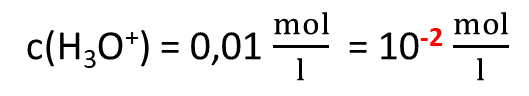 c(H₃O⁺) = 0,01 mol/l = 10⁻² mol/l